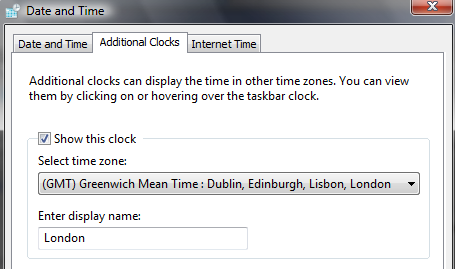 Date and Time
Date and Time Additional Clocks Internet Time
Additional clocks can display the time in other time zones. You can view
them by clicking on or hovering over the taskbar clock.
Show this clock
Select time zone:
(GMT) Greenwich Mean Time : Dublin, Edinburgh, Lisbon, London
Enter display name:
London